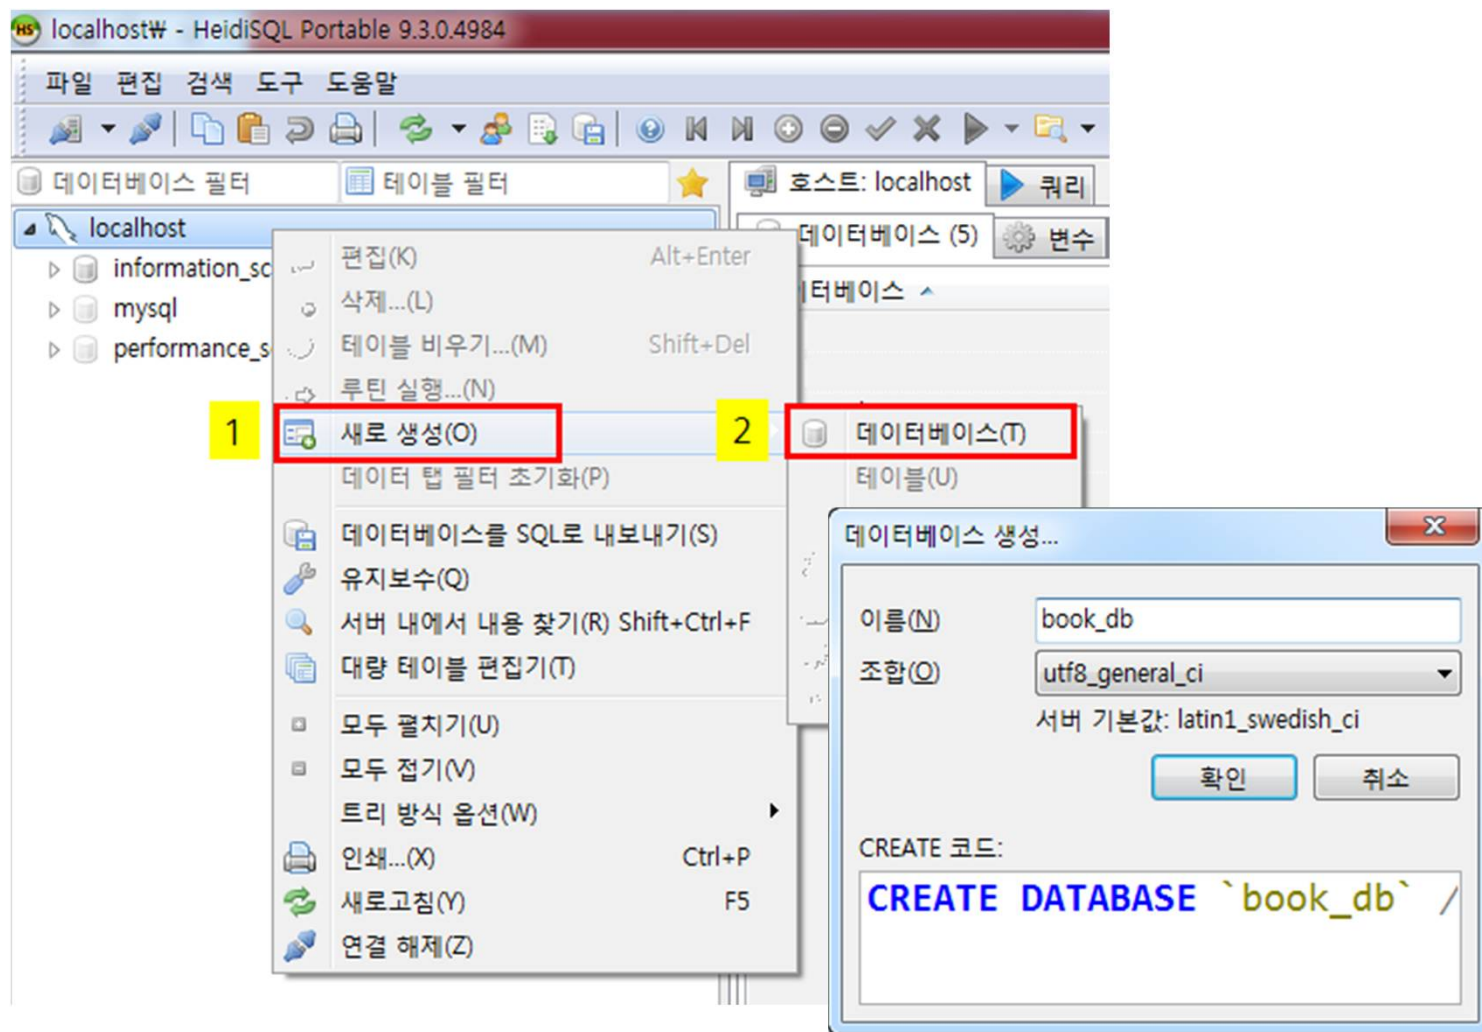 localhost₩ - HeidiSQL Portable 9.3.0.4984
파일 편집 검색 도구 도움말
데이터베이스 필터
테이블 필터
호스트: localhost
쿼리
localhost
데이터베이스 (5)
변수
information_sc
mysql
performance_s
터베이스
편집(K) Alt+Enter
삭제...(L)
테이블 비우기...(M) Shift+Del
루틴 실행...(N)
1
새로 생성(O)
2
데이터베이스(T)
데이터 탭 필터 초기화(P)
테이블(U)
데이터베이스를 SQL로 내보내기(S)
유지보수(Q)
서버 내에서 내용 찾기(R) Shift+Ctrl+F
대량 테이블 편집기(T)
모두 펼치기(U)
모두 접기(V)
트리 방식 옵션(W)
인쇄...(X) Ctrl+P
새로고침(Y) F5
연결 해제(Z)
데이터베이스 생성...
이름(N) book_db
조합(O) utf8_general_ci
서버 기본값: latin1_swedish_ci
확인 취소
CREATE 코드:
CREATE DATABASE `book_db` /